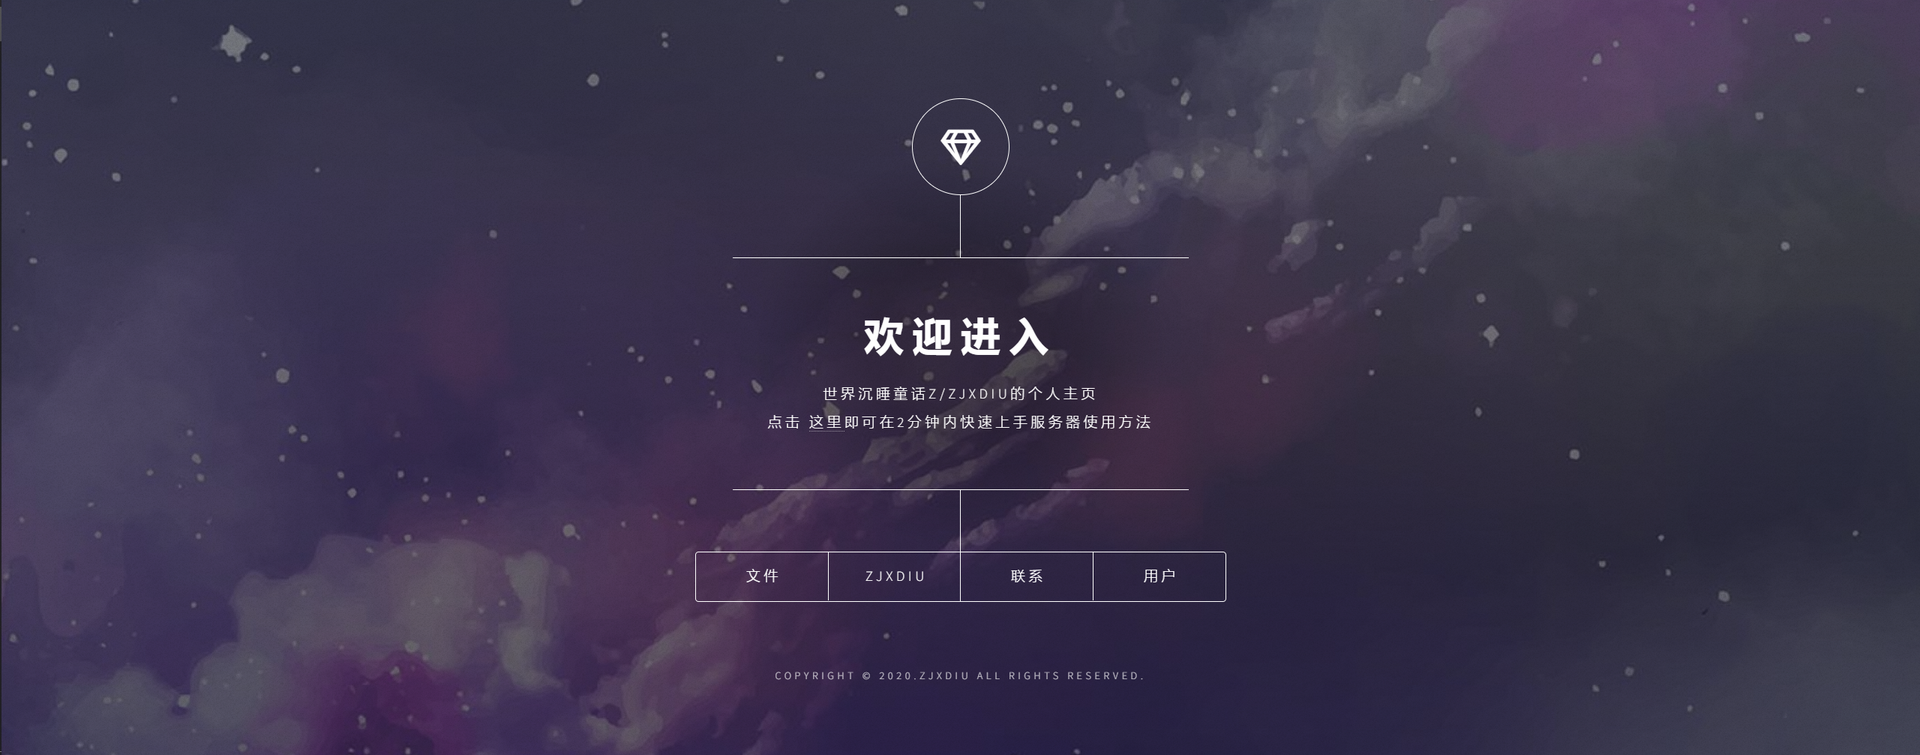 欢迎进入
世界沉睡童话Z/ZJXDIU的个人主页
点击 这里即可在2分钟内快速上手服务器使用方法
文件
ZJXDIU
联系
用户
COPYRIGHT © 2020.ZJXDIU ALL RIGHTS RESERVED.